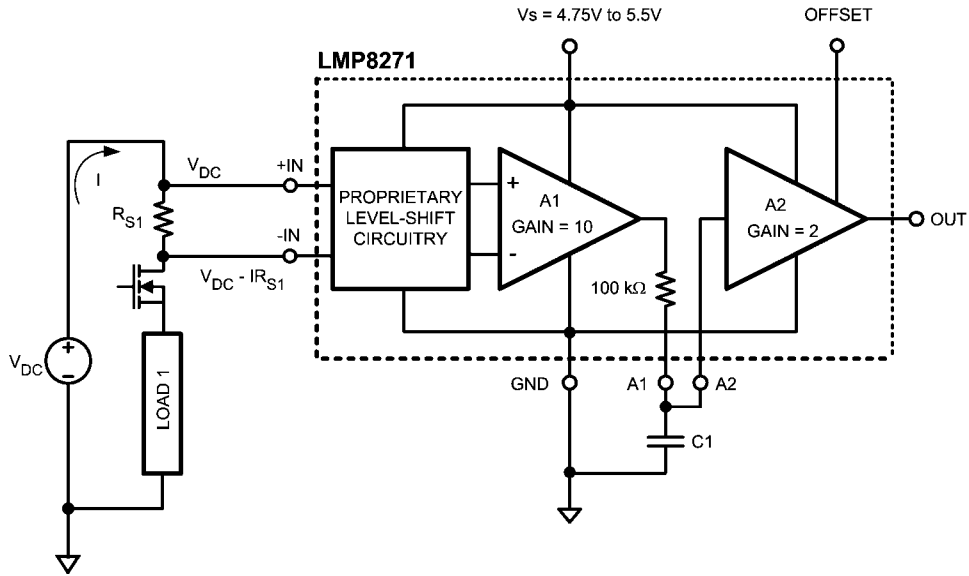 Vs = 4.75V to 5.5V
OFFSET
LMP8271
I
VDC
+IN
RS1
PROPRIETARY
LEVEL-SHIFT
CIRCUITRY
+
-
A1
GAIN = 10
A2
GAIN = 2
OUT
-IN
VDC - IRS1
100 kΩ
VDC
+
-
LOAD 1
GND
A1
A2
C1